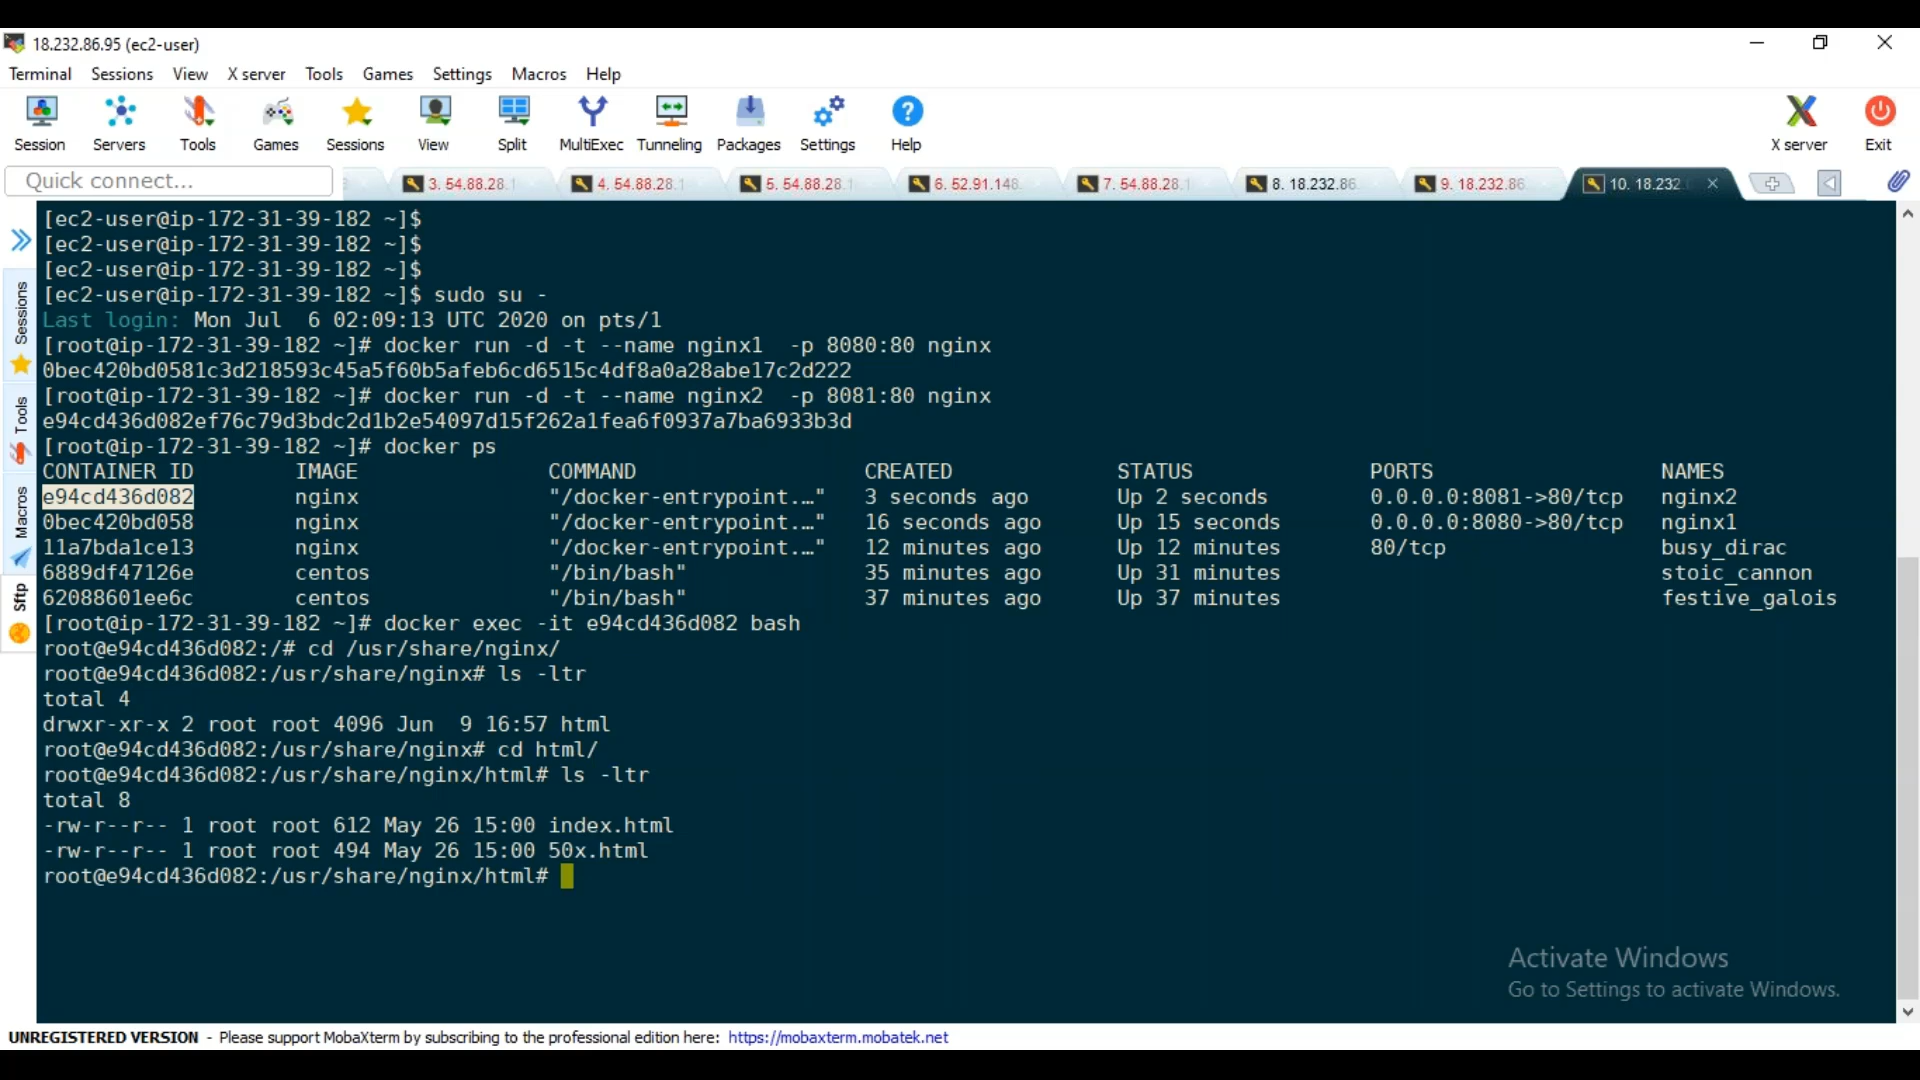 18.232.86.95 (ec2-user)
Terminal Sessions View X server Tools Games Settings Macros Help
Session Servers Tools Games Sessions View Split MultiExec Tunneling Packages Settings Help X server Exit
Quick connect... 3. 54.88.28.1 4. 54.88.28.1 5. 54.88.28.1 6. 52.91.148. 7. 54.88.28.1 8. 18.232.86. 9. 18.232.86. 10. 18.232.
Sessions
Tools
Macros
Sftp
[ec2-user@ip-172-31-39-182 ~]$
[ec2-user@ip-172-31-39-182 ~]$
[ec2-user@ip-172-31-39-182 ~]$
[ec2-user@ip-172-31-39-182 ~]$ sudo su -
Last login: Mon Jul  6 02:09:13 UTC 2020 on pts/1
[root@ip-172-31-39-182 ~]# docker run -d -t --name nginx1  -p 8080:80 nginx
0bec420bd0581c3d218593c45a5f60b5afeb6cd6515c4df8a0a28abe17c2d222
[root@ip-172-31-39-182 ~]# docker run -d -t --name nginx2  -p 8081:80 nginx
e94cd436d082ef76c79d3bdc2d1b2e54097d15f262a1fea6f0937a7ba6933b3d
[root@ip-172-31-39-182 ~]# docker ps
CONTAINER ID        IMAGE               COMMAND                  CREATED             STATUS              PORTS                  NAMES
e94cd436d082        nginx               "/docker-entrypoint.…"   3 seconds ago       Up 2 seconds        0.0.0.0:8081->80/tcp   nginx2
0bec420bd058        nginx               "/docker-entrypoint.…"   16 seconds ago      Up 15 seconds       0.0.0.0:8080->80/tcp   nginx1
11a7bda1ce13        nginx               "/docker-entrypoint.…"   12 minutes ago      Up 12 minutes       80/tcp                 busy_dirac
6889df47126e        centos              "/bin/bash"              35 minutes ago      Up 31 minutes                              stoic_cannon
62088601ee6c        centos              "/bin/bash"              37 minutes ago      Up 37 minutes                              festive_galois
[root@ip-172-31-39-182 ~]# docker exec -it e94cd436d082 bash
root@e94cd436d082:/# cd /usr/share/nginx/
root@e94cd436d082:/usr/share/nginx# ls -ltr
total 4
drwxr-xr-x 2 root root 4096 Jun  9 16:57 html
root@e94cd436d082:/usr/share/nginx# cd html/
root@e94cd436d082:/usr/share/nginx/html# ls -ltr
total 8
-rw-r--r-- 1 root root 612 May 26 15:00 index.html
-rw-r--r-- 1 root root 494 May 26 15:00 50x.html
root@e94cd436d082:/usr/share/nginx/html#
Activate Windows
Go to Settings to activate Windows.
UNREGISTERED VERSION - Please support MobaXterm by subscribing to the professional edition here: https://mobaxterm.mobatek.net